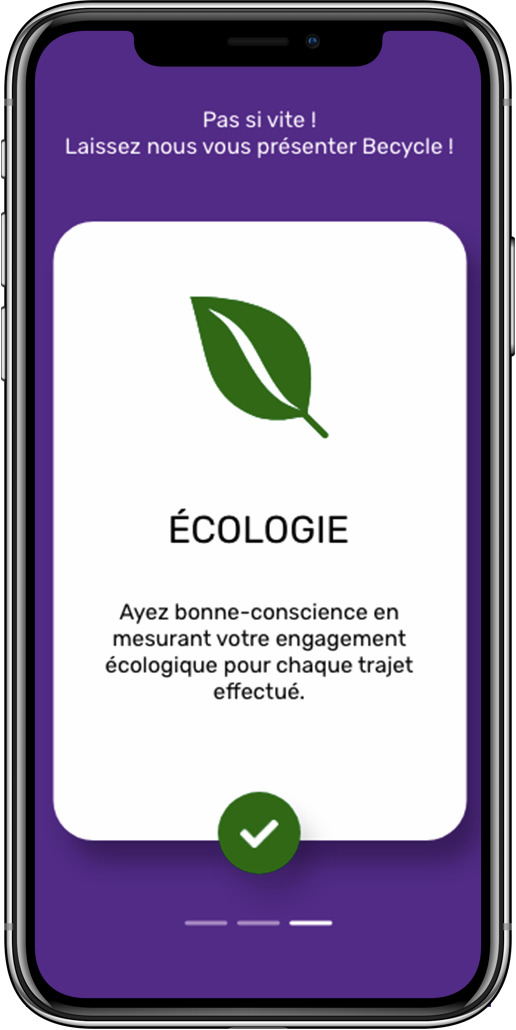 Pas si vite !
Laissez nous vous présenter Becycle !
ÉCOLOGIE
Ayez bonne-conscience en
mesurant votre engagement
écologique pour chaque trajet
effectué.